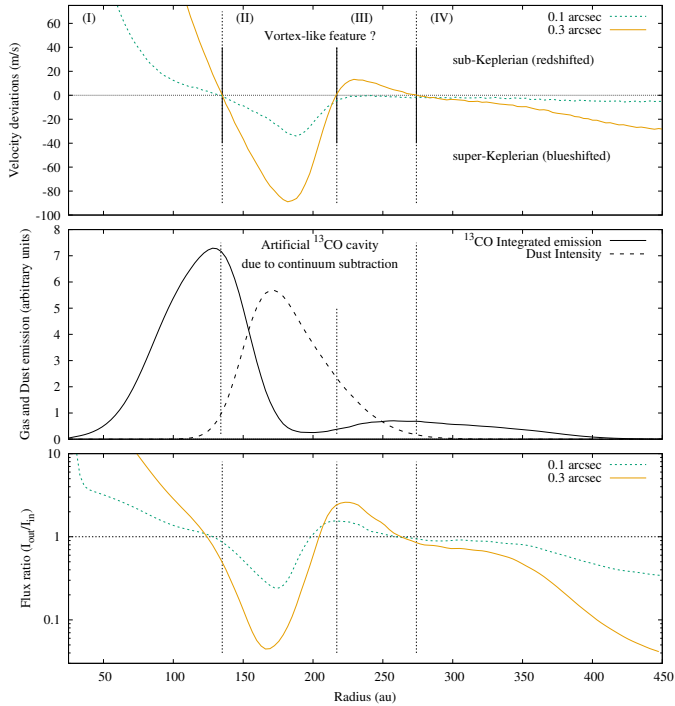 (I)
(II)
(III)
(IV)
0.1 arcsec
0.3 arcsec
Vortex-like feature ?
sub-Keplerian (redshifted)
super-Keplerian (blueshifted)
Velocity deviations (m/s)
60
40
20
0
-20
-40
-60
-80
-100
Artificial ¹³CO cavity
due to continuum subtraction
¹³CO Integrated emission
Dust Intensity
Gas and Dust emission (arbitrary units)
8
7
6
5
4
3
2
1
0
0.1 arcsec
0.3 arcsec
Flux ratio (I_out/I_in)
10
1
0.1
50
100
150
200
250
300
350
400
450
Radius (au)